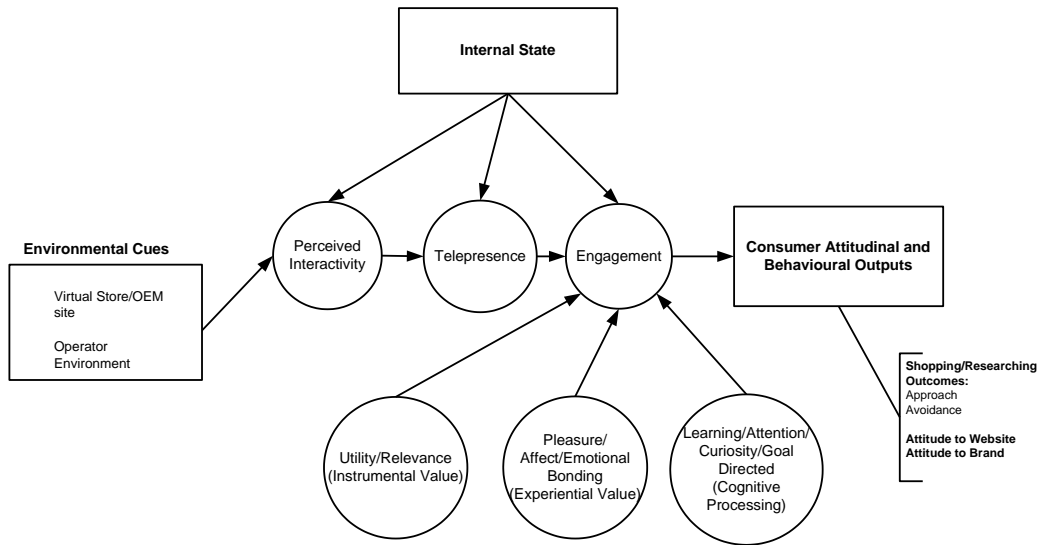 Internal State
Environmental Cues
Virtual Store/OEM
site
Operator
Environment
Perceived
Interactivity
Telepresence
Engagement
Consumer Attitudinal and
Behavioural Outputs
Utility/Relevance
(Instrumental Value)
Pleasure/
Affect/Emotional
Bonding
(Experiential Value)
Learning/Attention/
Curiosity/Goal
Directed
(Cognitive
Processing)
Shopping/Researching
Outcomes:
Approach
Avoidance
Attitude to Website
Attitude to Brand